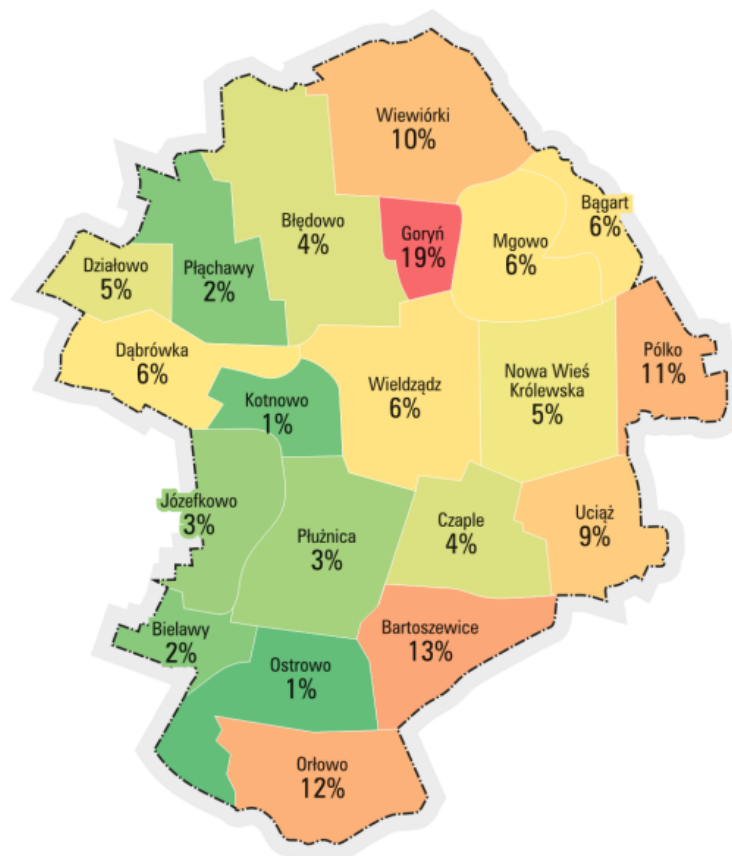 Wiewiórki
10%
Bągart
6%
Błędowo
4%
Goryń
19%
Mgowo
6%
Działowo
5%
Płąchawy
2%
Dąbrówka
6%
Wieldządz
6%
Nowa Wieś
Królewska
5%
Pólko
11%
Kotnowo
1%
Józefkowo
3%
Płużnica
3%
Czaple
4%
Uciąż
9%
Bielawy
2%
Bartoszewice
13%
Ostrowo
1%
Orłowo
12%